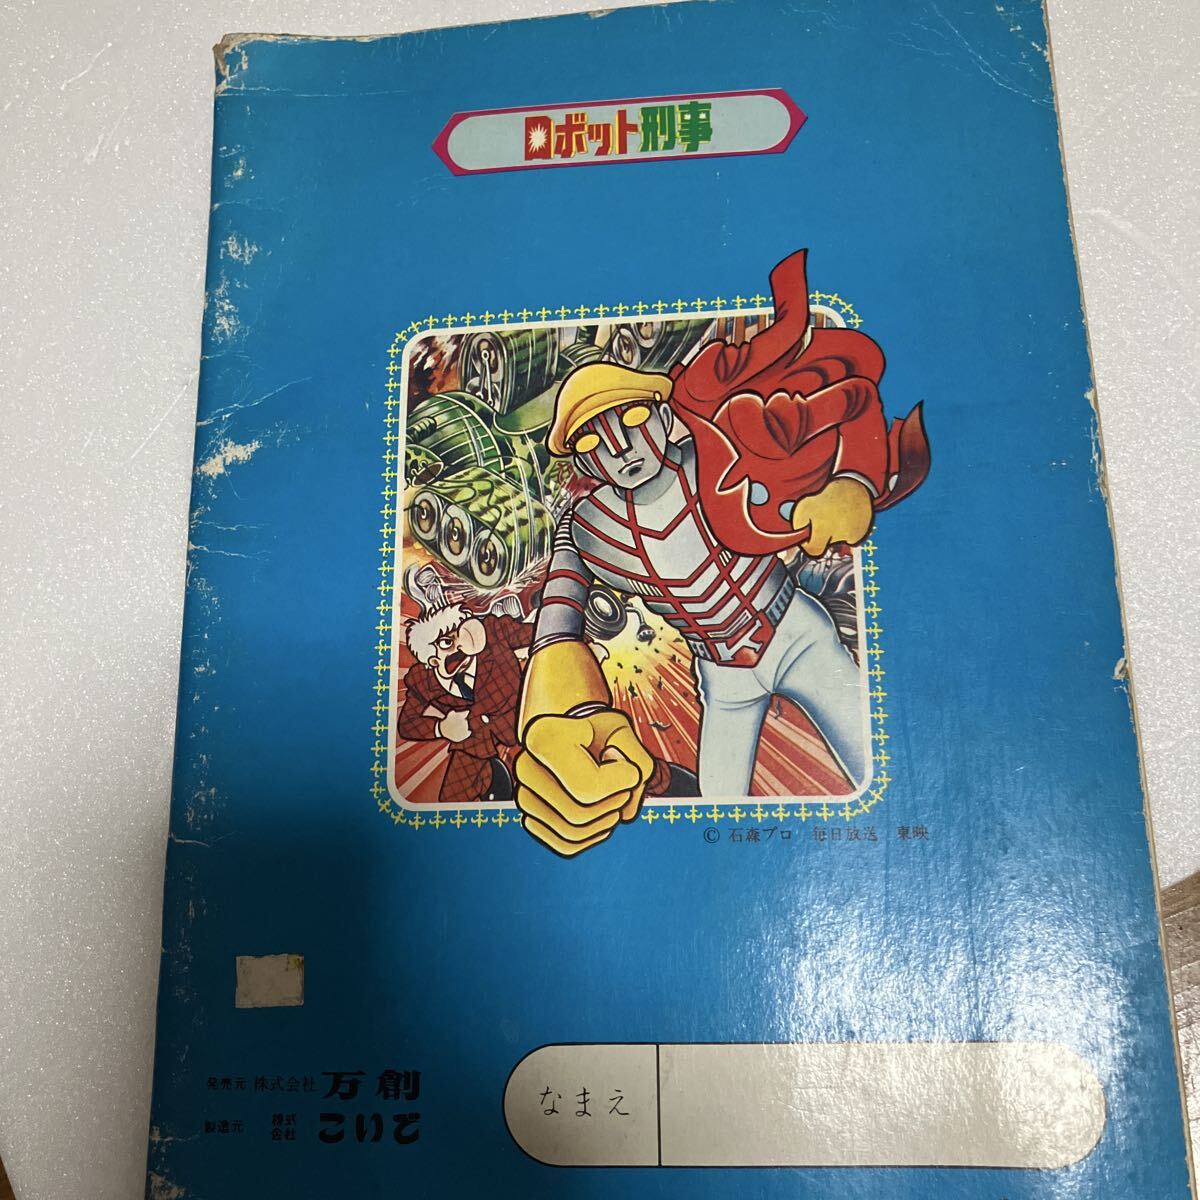 ロボット刑事
© 石森プロ 毎日放送 東映
発売元 株式会社 万創
製造元 株式会社 こいで
なまえ